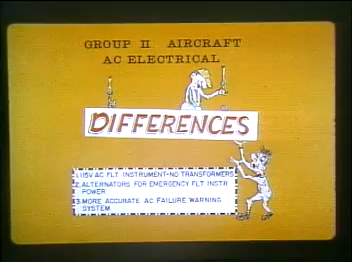 GROUP II AIRCRAFT
AC ELECTRICAL
DIFFERENCES
1.115V AC FLT INSTRUMENT-NO TRANSFORMERS
2.ALTERNATORS FOR EMERGENCY FLT INSTR
POWER
3.MORE ACCURATE AC FAILURE WARNING
SYSTEM